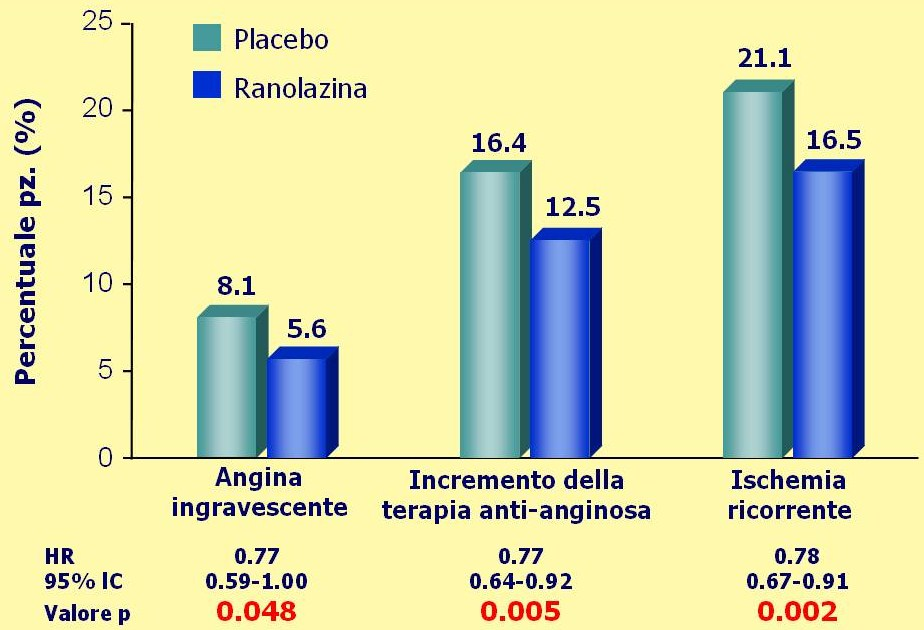 25
20
15
10
5
0
Percentuale pz. (%)
Placebo
Ranolazina
8.1
5.6
16.4
12.5
21.1
16.5
Angina
ingravescente
Incremento della
terapia anti-anginosa
Ischemia
ricorrente
HR 0.77 0.77 0.78
95% IC 0.59-1.00 0.64-0.92 0.67-0.91
Valore p 0.048 0.005 0.002